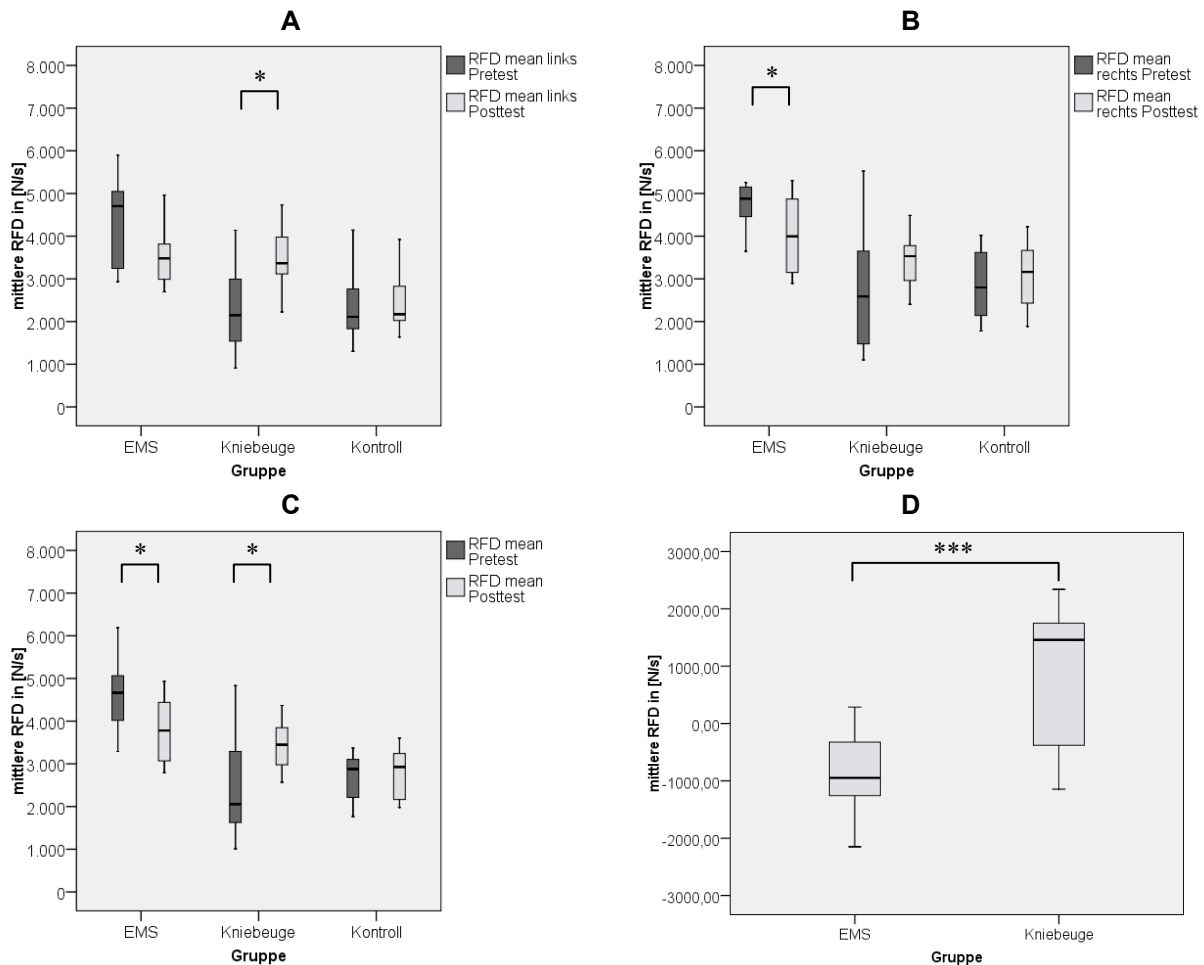 A
*
RFD mean links
Pretest
RFD mean links
Posttest
mittlere RFD in [N/s]
8.000
7.000
6.000
5.000
4.000
3.000
2.000
1.000
0
EMS
Kniebeuge
Kontroll
Gruppe
B
*
RFD mean
rechts Pretest
RFD mean
rechts Posttest
mittlere RFD in [N/s]
8.000
7.000
6.000
5.000
4.000
3.000
2.000
1.000
0
EMS
Kniebeuge
Kontroll
Gruppe
C
*
*
RFD mean
Pretest
RFD mean
Posttest
mittlere RFD in [N/s]
8.000
7.000
6.000
5.000
4.000
3.000
2.000
1.000
0
EMS
Kniebeuge
Kontroll
Gruppe
D
***
mittlere RFD in [N/s]
3000,00
2000,00
1000,00
0,00
-1000,00
-2000,00
-3000,00
EMS
Kniebeuge
Gruppe